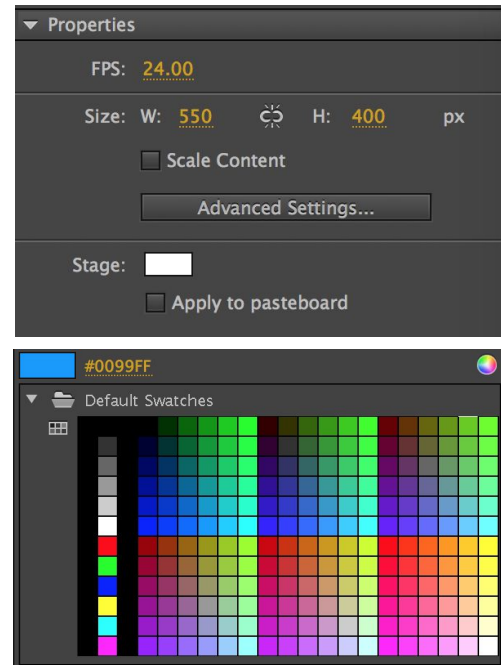 Properties
FPS: 24.00
Size: W: 550 H: 400 px
Scale Content
Advanced Settings...
Stage:
Apply to pasteboard
#0099FF
Default Swatches